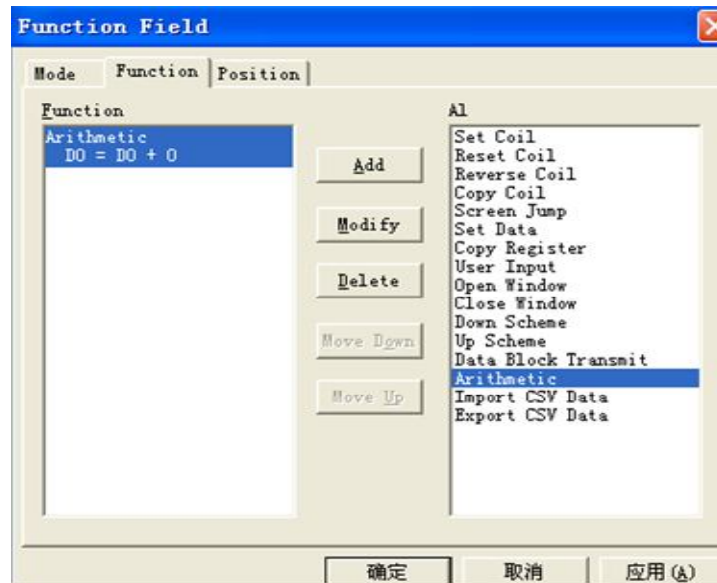 Function Field
Mode Function Position
Function
Arithmetic
D0 = D0 + 0
Add
Modify
Delete
Move Down
Move Up
Al
Set Coil
Reset Coil
Reverse Coil
Copy Coil
Screen Jump
Set Data
Copy Register
User Input
Open Window
Close Window
Down Scheme
Up Scheme
Data Block Transmit
Arithmetic
Import CSV Data
Export CSV Data
确定 取消 应用(A)